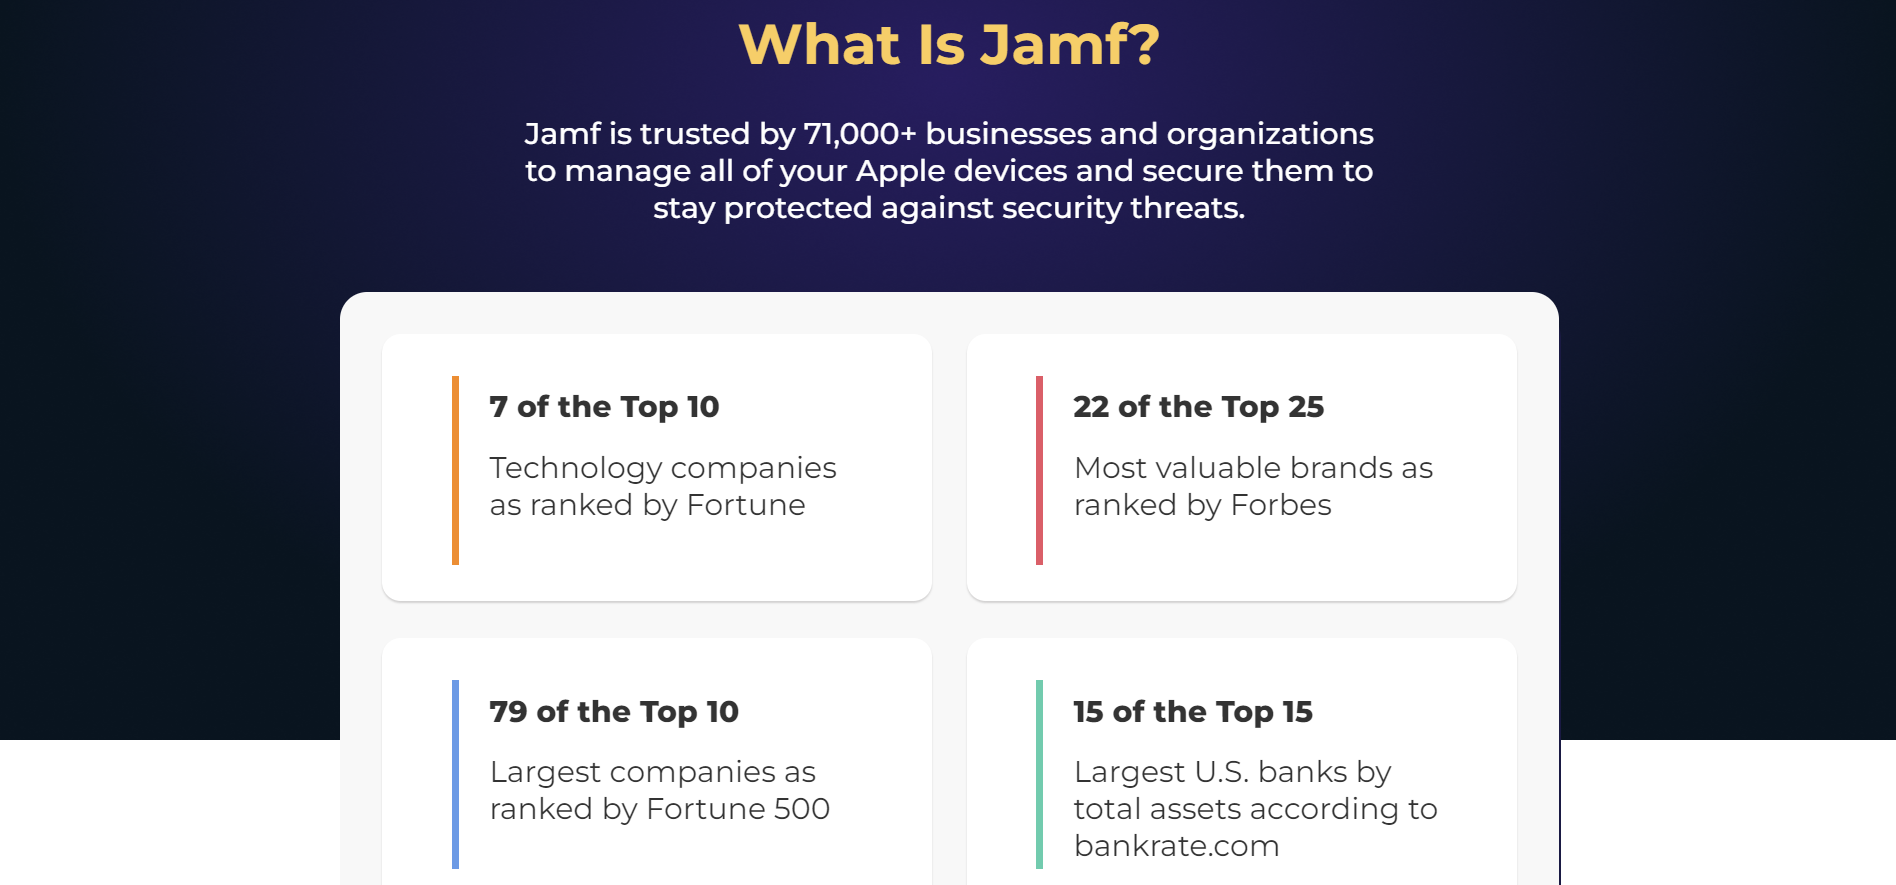 What Is Jamf?
Jamf is trusted by 71,000+ businesses and organizations
to manage all of your Apple devices and secure them to
stay protected against security threats.
7 of the Top 10
Technology companies
as ranked by Fortune
22 of the Top 25
Most valuable brands as
ranked by Forbes
79 of the Top 10
Largest companies as
ranked by Fortune 500
15 of the Top 15
Largest U.S. banks by
total assets according to
bankrate.com